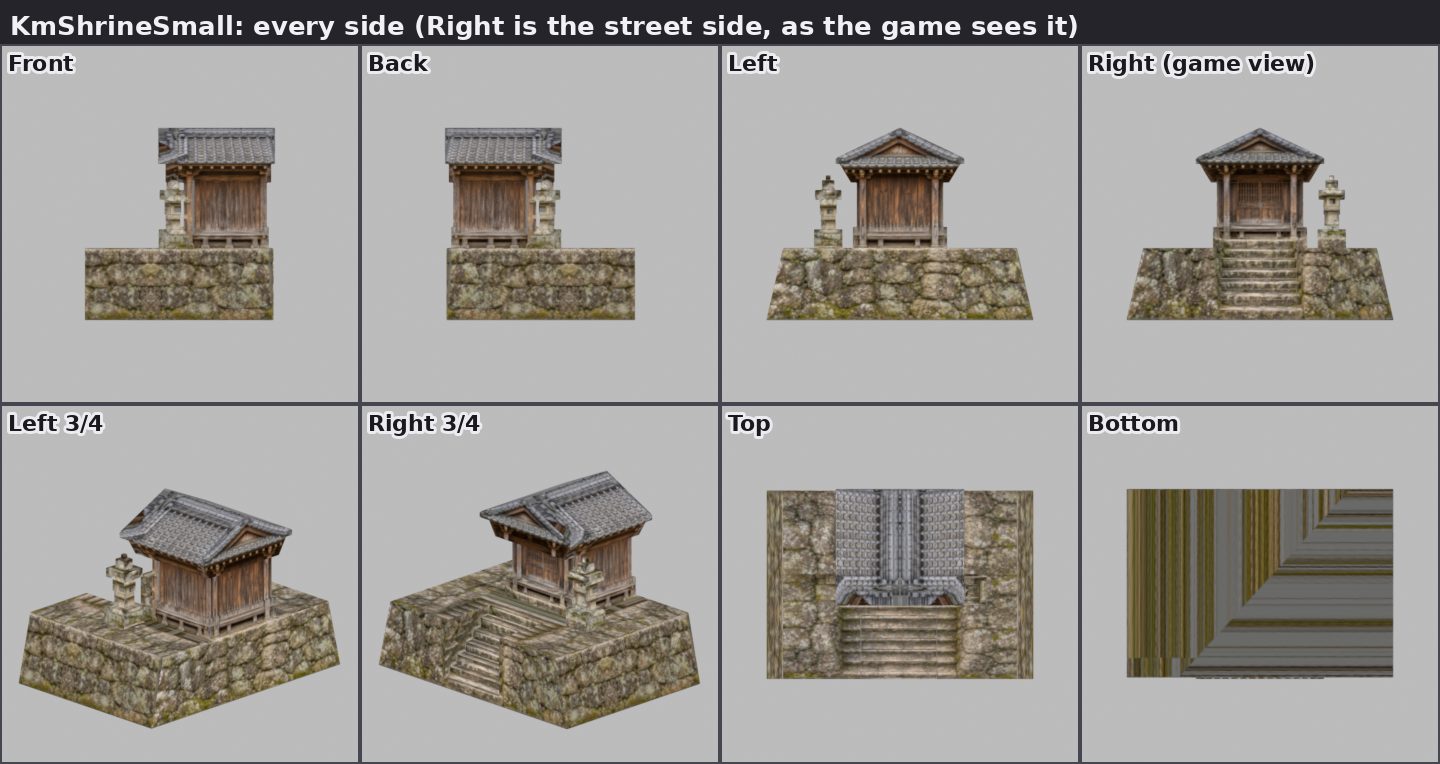 KmShrineSmall: every side (Right is the street side, as the game sees it)
Front
Back
Left
Right (game view)
Left 3/4
Right 3/4
Top
Bottom